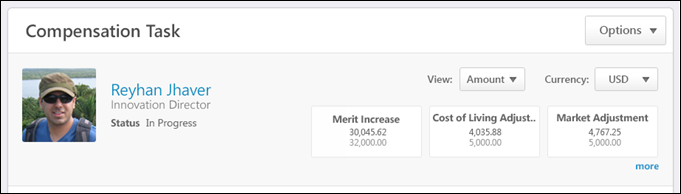 Compensation Task
Options
Reyhan Jhaver
Innovation Director
Status In Progress
View: Amount
Currency: USD
Merit Increase
30,045.62
32,000.00
Cost of Living Adjust..
4,035.88
5,000.00
Market Adjustment
4,767.25
5,000.00
more